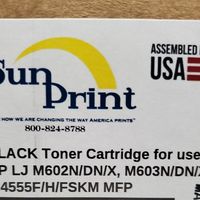 Sun
Print
ASSEMBLED
USA
HOW WE ARE CHANGING THE WAY AMERICA PRINTS
800-824-8788
LACK Toner Cartridge for use
P LJ M602N/DN/X, M603N/DN/X
4555F/H/FSKM MFP